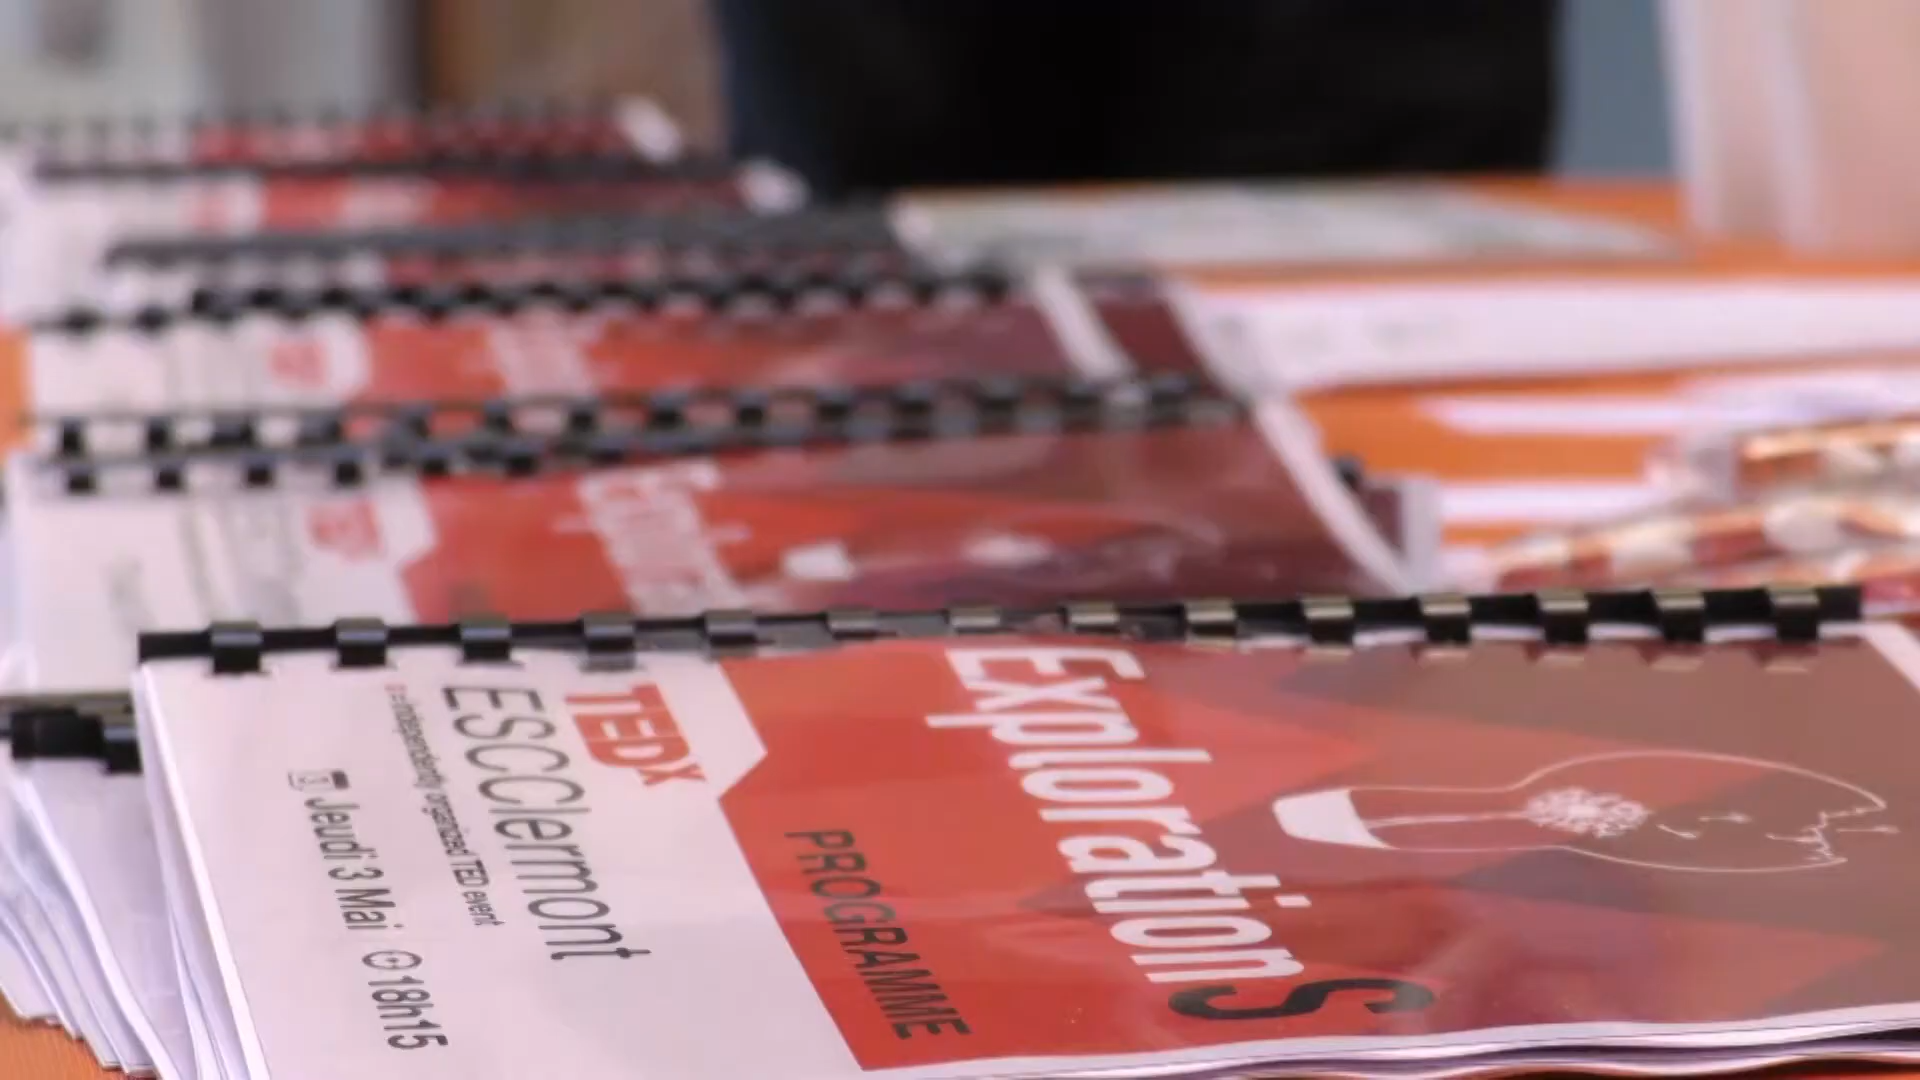 ExplorationS
PROGRAMME
TEDx
ESCClermont
x = independently organized TED event
Jeudi 3 Mai 18h15